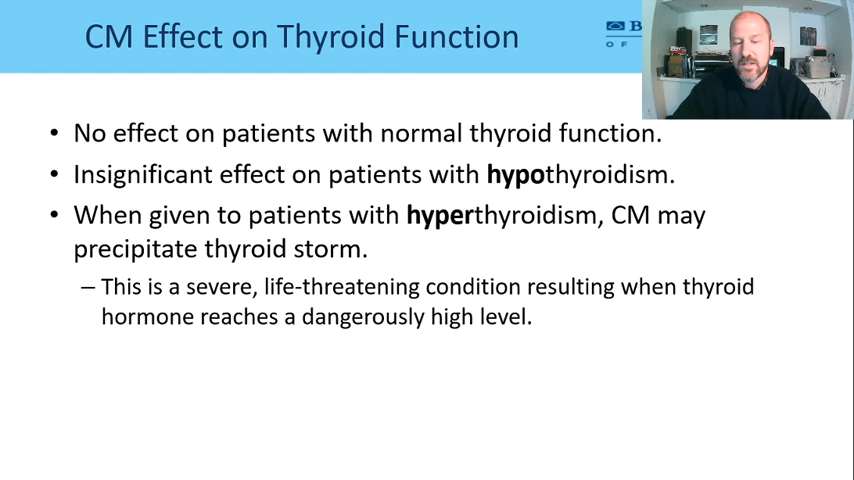 CM Effect on Thyroid Function
B
OF
• No effect on patients with normal thyroid function.
• Insignificant effect on patients with hypothyroidism.
• When given to patients with hyperthyroidism, CM may
precipitate thyroid storm.
– This is a severe, life-threatening condition resulting when thyroid
hormone reaches a dangerously high level.